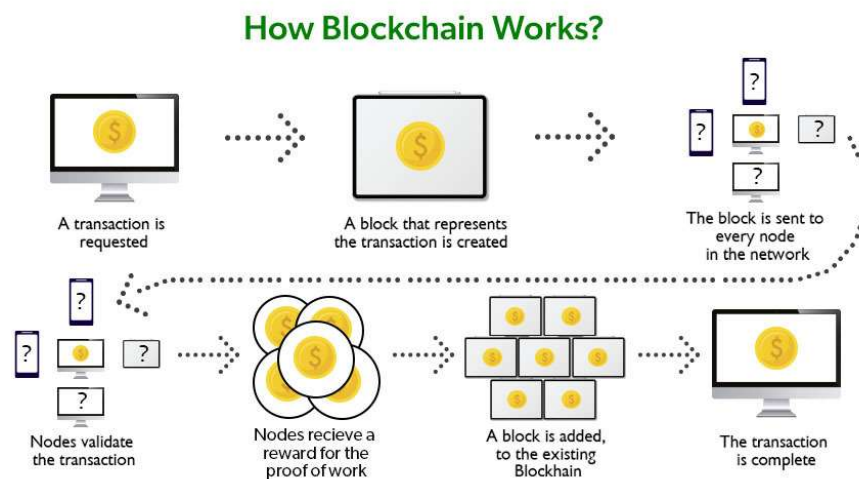 How Blockchain Works?
$
$
?
?
$
?
?
A transaction is
requested
A block that represents
the transaction is created
The block is sent to
every node
in the network
?
?
$
?
?
$
$
$
$
$
$
$
$
$
$
$
$
$
Nodes validate
the transaction
Nodes recieve a
reward for the
proof of work
A block is added,
to the existing
Blockhain
The transaction
is complete